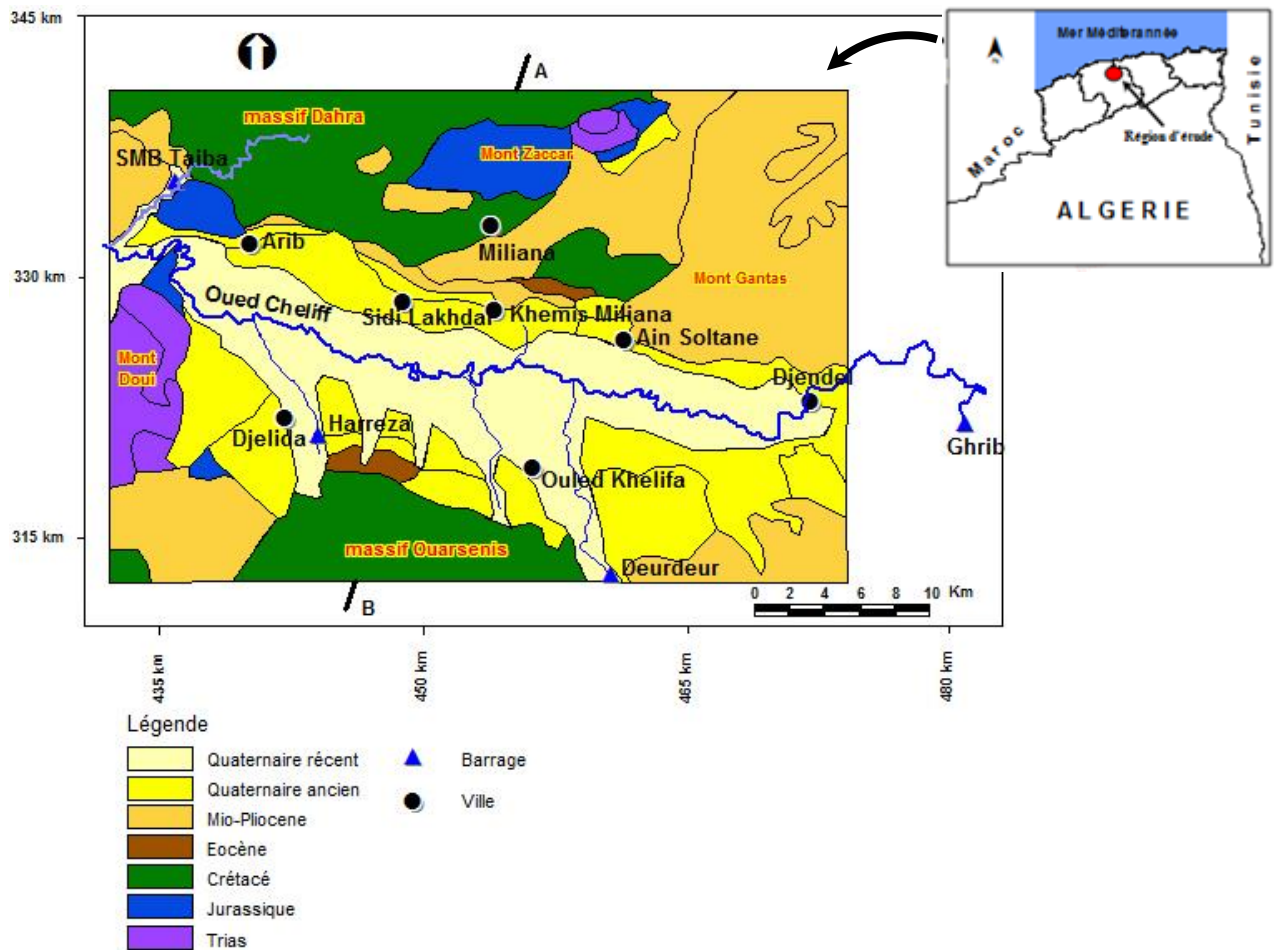 345 km
330 km
315 km
A
massif Dahra
SMB Taiba
Mont Zaccar
Arib
Miliana
Mont Gantas
Oued Cheliff
Sidi Lakhdar
Khemis Miliana
Ain Soltane
Mont
Doui
Djendel
Djelida
Harreza
Ghrib
Ouled Khelifa
massif Ouarsenis
Deurdeur
B
0 2 4 6 8 10 Km
435 km
450 km
465 km
480 km
Mer Méditerannée
Maroc
Tunisie
Région d'érude
ALGERIE
N
Légende
Quaternaire récent
Quaternaire ancien
Mio-Pliocene
Eocène
Crétacé
Jurassique
Trias
Barrage
Ville